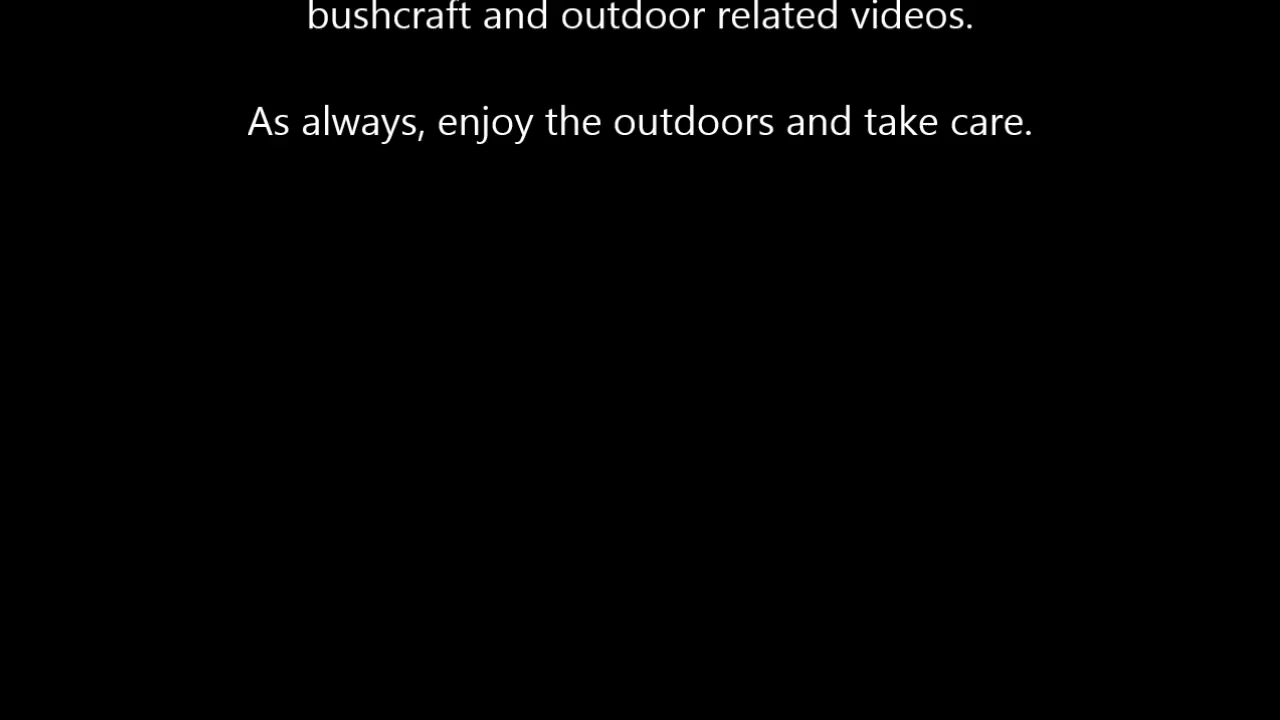 bushcraft and outdoor related videos.
As always, enjoy the outdoors and take care.